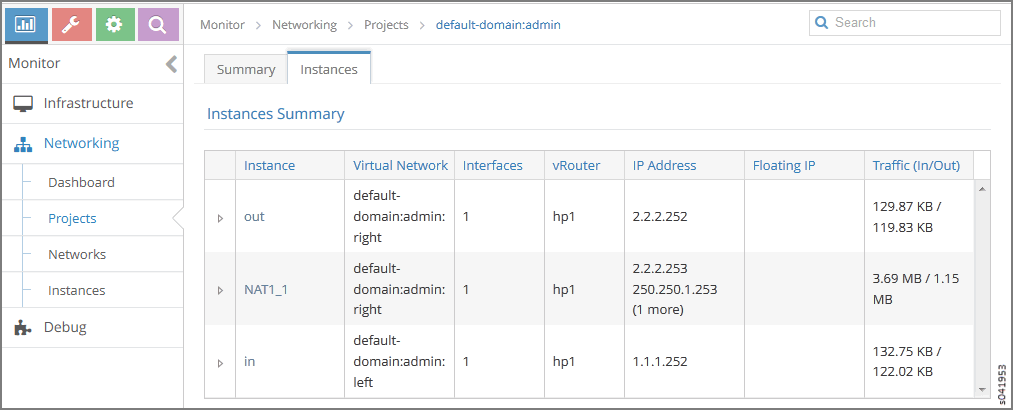 Monitor
Infrastructure
Networking
Dashboard
Projects
Networks
Instances
Debug
Monitor > Networking > Projects > default-domain:admin
Search
Summary Instances
Instances Summary
Instance Virtual Network Interfaces vRouter IP Address Floating IP Traffic (In/Out)
default-
129.87 KB /
out domain:admin: 1 hp1 2.2.2.252
119.83 KB
right
default- 2.2.2.253
3.69 MB / 1.15
NAT1_1 domain:admin: 1 hp1 250.250.1.253
MB
right (1 more)
default-
132.75 KB /
in domain:admin: 1 hp1 1.1.1.252
122.02 KB
left
s041953